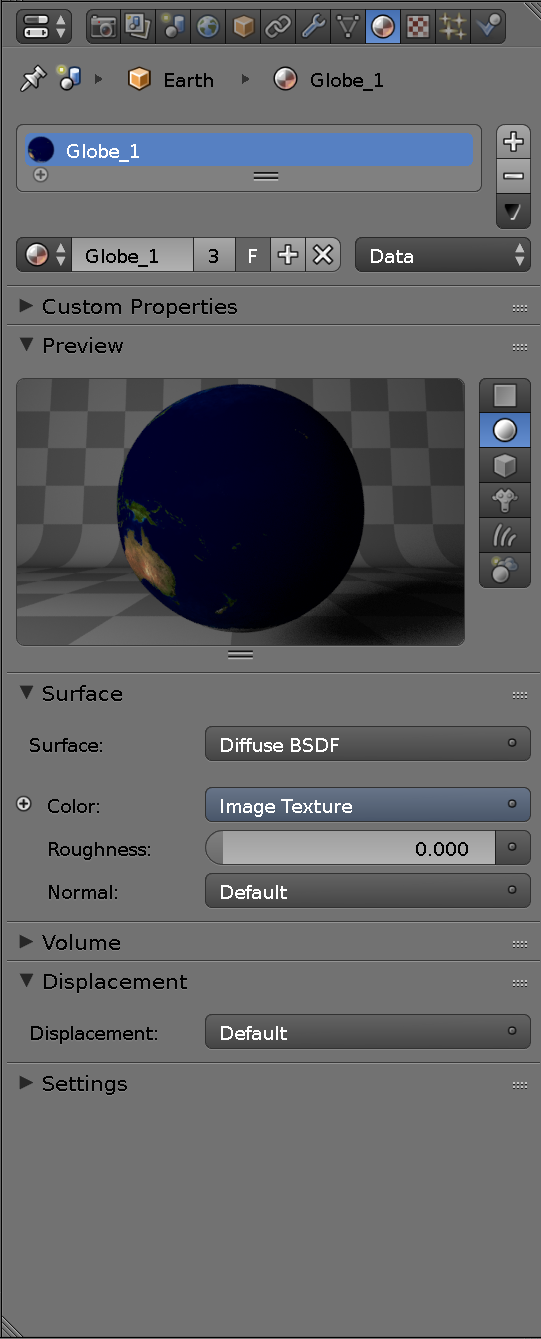 Earth Globe_1
Globe_1
Globe_1 3 F Data
Custom Properties
Preview
Surface
Surface: Diffuse BSDF
Color: Image Texture
Roughness: 0.000
Normal: Default
Volume
Displacement
Displacement: Default
Settings